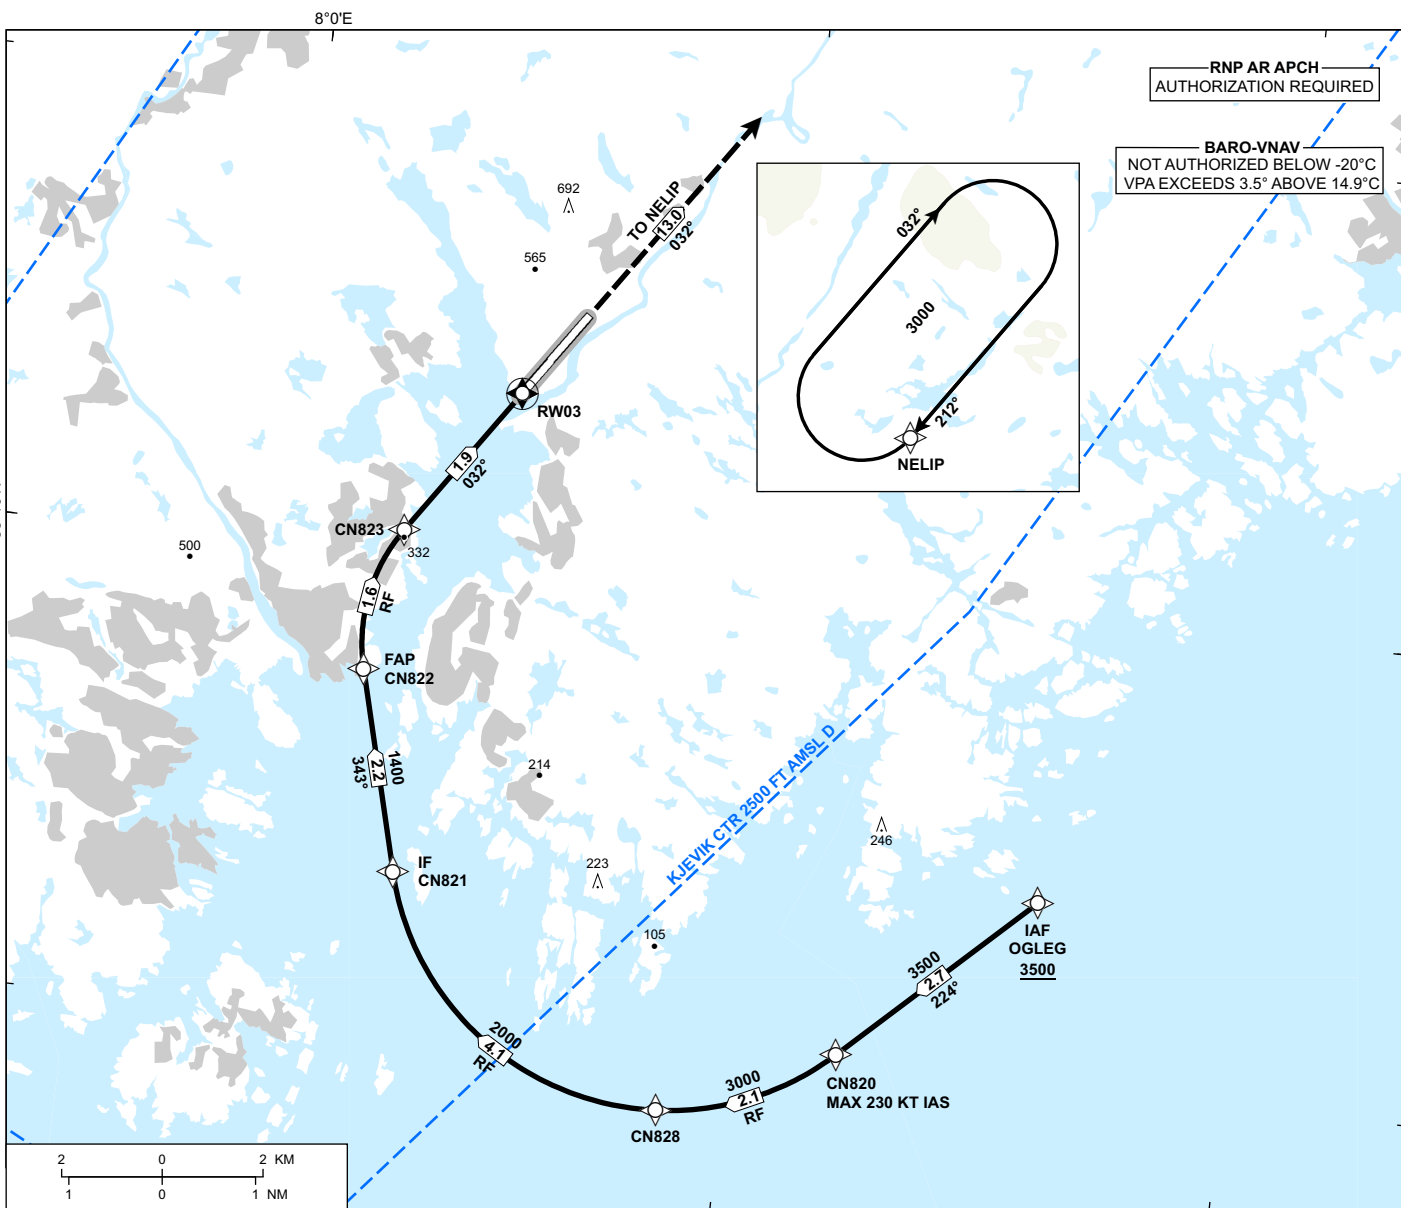 8°0'E
RNP AR APCH
AUTHORIZATION REQUIRED
BARO-VNAV
NOT AUTHORIZED BELOW -20°C
VPA EXCEEDS 3.5° ABOVE 14.9°C
692
565
TO NELIP
13.0
032°
032°
3000
212°
NELIP
RW03
1.9
032°
CN823
332
500
1.6
RF
FAP
CN822
1400
2.2
343°
214
KJEVIK CTR 2500 FT AMSL D
246
223
IF
CN821
105
IAF
OGLEG
3500
3500
2.7
224°
2000
4.1
RF
CN820
MAX 230 KT IAS
3000
2.1
RF
CN828
2 0 2 KM
1 0 1 NM